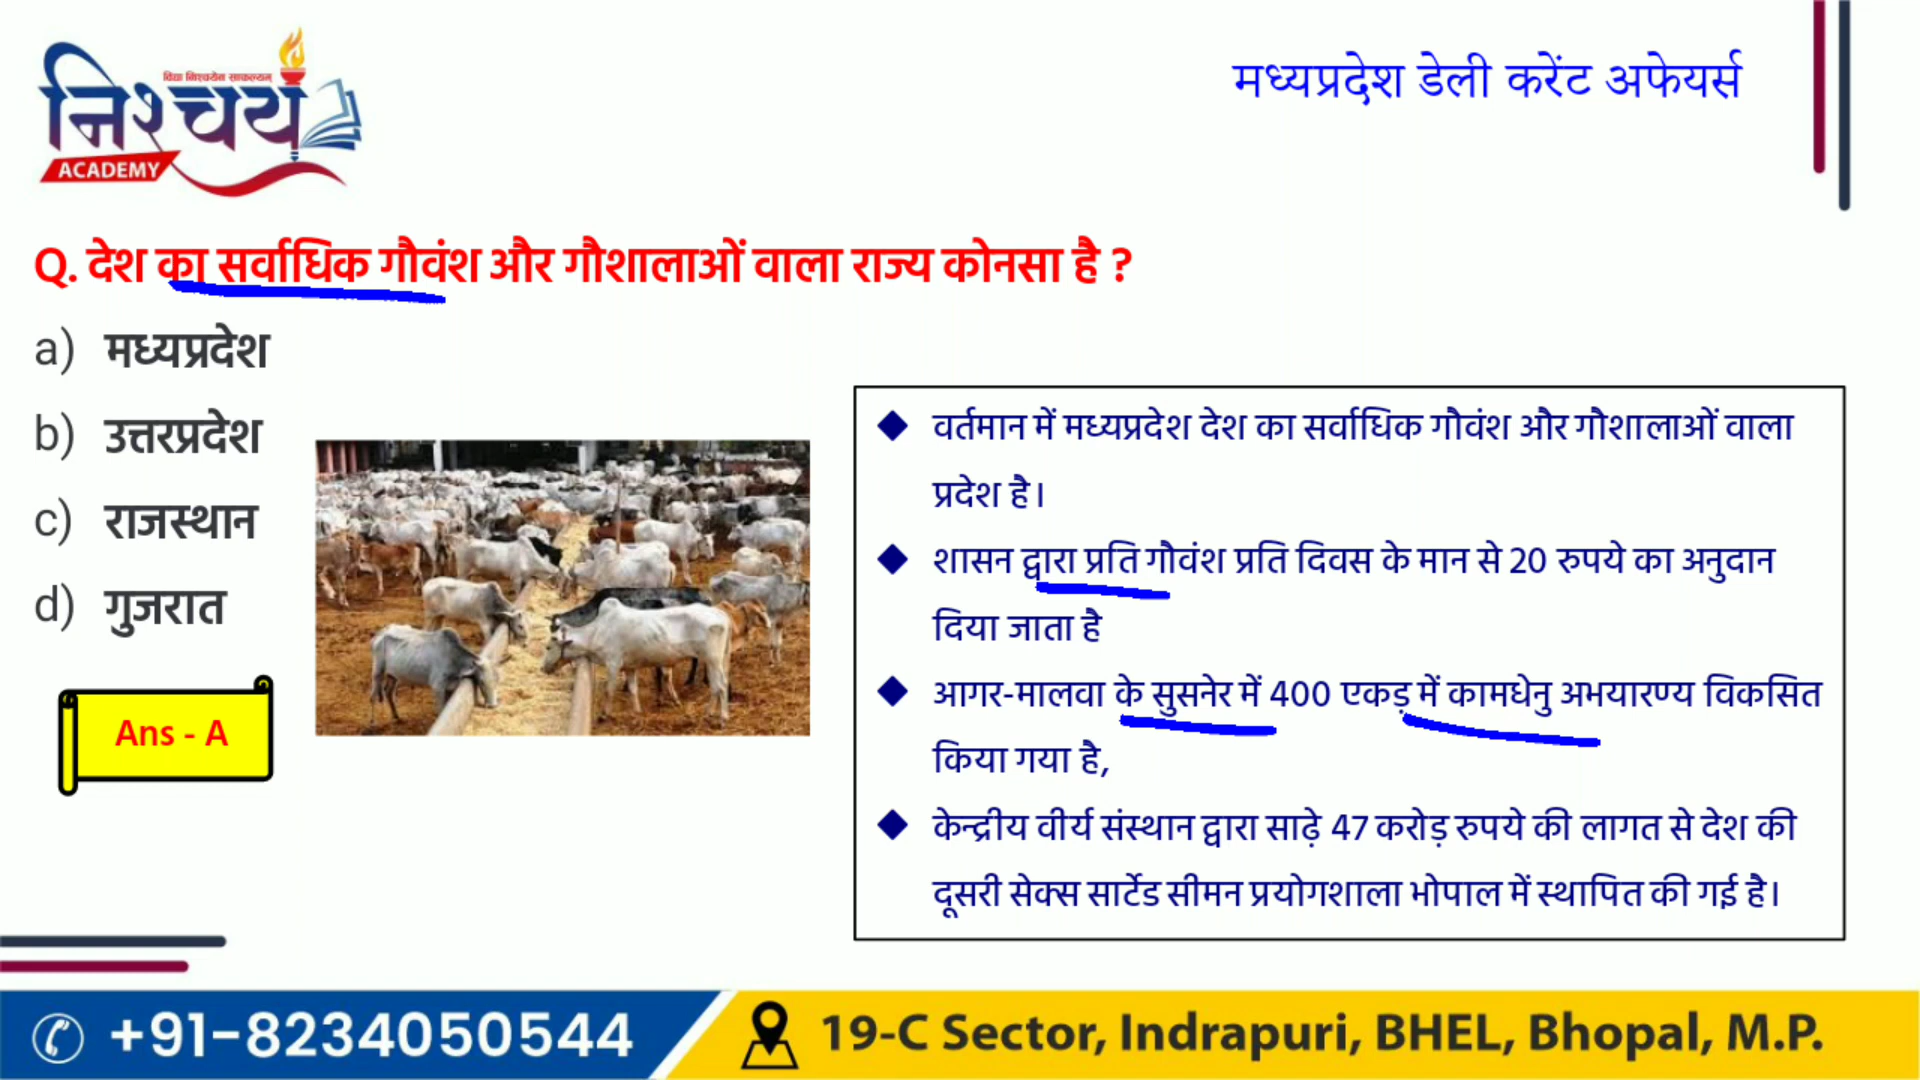 विद्या निश्चयेन साफल्यम्
निश्चय
ACADEMY
मध्यप्रदेश डेली करेंट अफेयर्स
Q. देश का सर्वाधिक गौवंश और गौशालाओं वाला राज्य कोनसा है ?
a) मध्यप्रदेश
b) उत्तरप्रदेश
c) राजस्थान
d) गुजरात
Ans - A
वर्तमान में मध्यप्रदेश देश का सर्वाधिक गौवंश और गौशालाओं वाला
प्रदेश है।
शासन द्वारा प्रति गौवंश प्रति दिवस के मान से 20 रुपये का अनुदान
दिया जाता है
आगर-मालवा के सुसनेर में 400 एकड़ में कामधेनु अभयारण्य विकसित
किया गया है,
केन्द्रीय वीर्य संस्थान द्वारा साढ़े 47 करोड़ रुपये की लागत से देश की
दूसरी सेक्स सार्टेड सीमन प्रयोगशाला भोपाल में स्थापित की गई है।
+91-8234050544
19-C Sector, Indrapuri, BHEL, Bhopal, M.P.